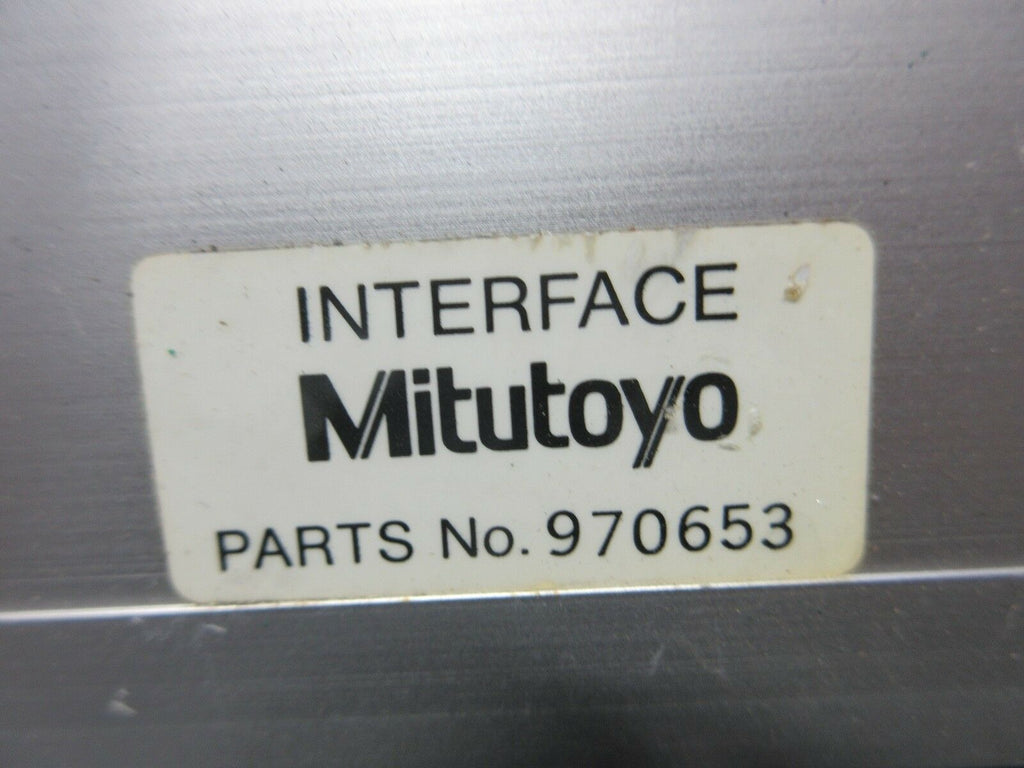 INTERFACE
Mitutoyo
PARTS No. 970653